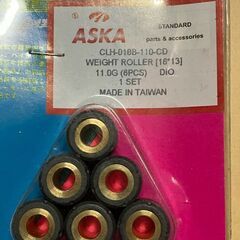 ASKA
STANDARD
parts & accessories
CLH-0188-110-CD
WEIGHT ROLLER [16*13]
11.0G (6PCS) DIO
1 SET
MADE IN TAIWAN